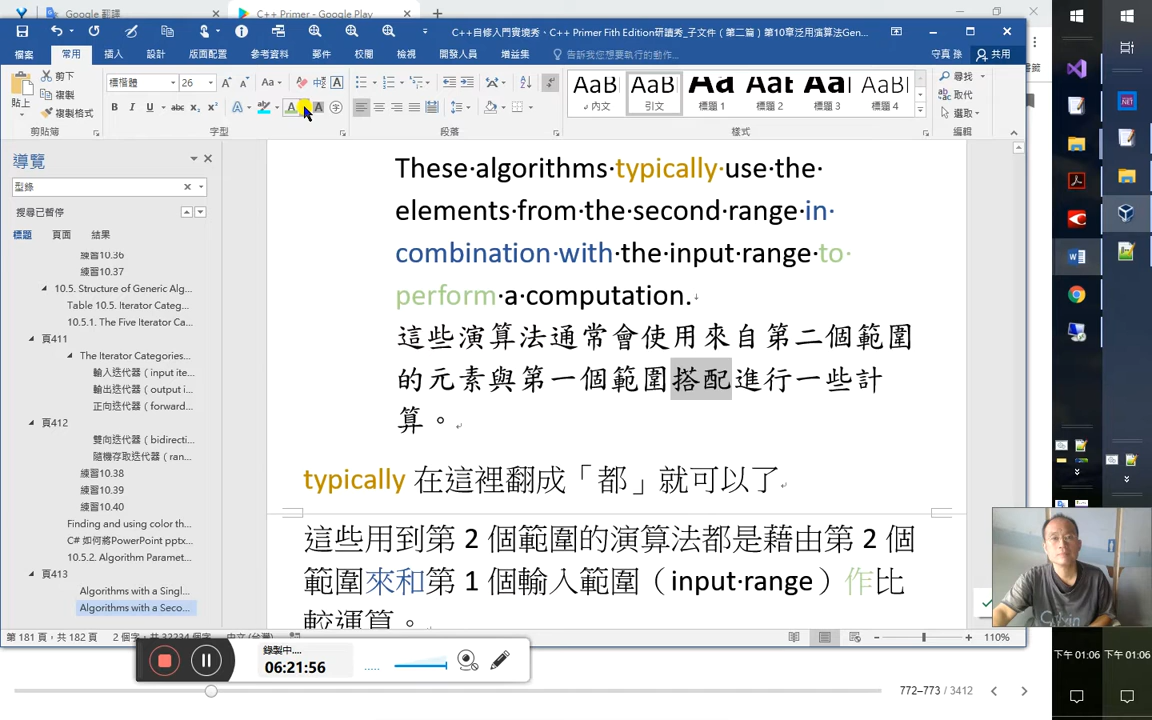 Google 翻譯
C++ Primer - Google Play
C++自修入門實境秀、C++ Primer Fith Edition研讀秀_子文件（第二篇）第10章泛用演算法Gen...
檔案
常用
插入
設計
版面配置
參考資料
郵件
校閱
檢視
開發人員
增益集
告訴我您想要執行的動作...
守真 孫
共用
貼上
剪下
複製
複製格式
標楷體
26
剪貼簿
字型
段落
AaB
↲內文
AaB
引文
AaB
標題 1
AaB
標題 2
AaB
標題 3
AaB
標題 4
樣式
尋找
取代
選取
編輯
導覽
型錄
搜尋已暫停
標題
頁面
結果
練習10.36
練習10.37
10.5. Structure of Generic Alg...
Table 10.5. Iterator Categ...
10.5.1. The Five Iterator Ca...
頁411
The Iterator Categories...
輸入迭代器（input ite...
輸出迭代器（output i...
正向迭代器（forward...
頁412
雙向迭代器（bidirecti...
隨機存取迭代器（ran...
練習10.38
練習10.39
練習10.40
Finding and using color th...
C# 如何將PowerPoint pptx...
10.5.2. Algorithm Paramet...
頁413
Algorithms with a Singl...
Algorithms with a Seco...
These·algorithms·typically·use·the·
elements·from·the·second·range·in·
combination·with·the·input·range·to·
perform·a·computation.
這些演算法通常會使用來自第二個範圍
的元素與第一個範圍搭配進行一些計
算。
typically 在這裡翻成「都」就可以了
這些用到第 2 個範圍的演算法都是藉由第 2 個
範圍來和第 1 個輸入範圍（input·range）作比
較運算。
第 181 頁，共 182 頁
110%
錄製中....
06:21:56
772–773 / 3412
下午 01:06
下午 01:06